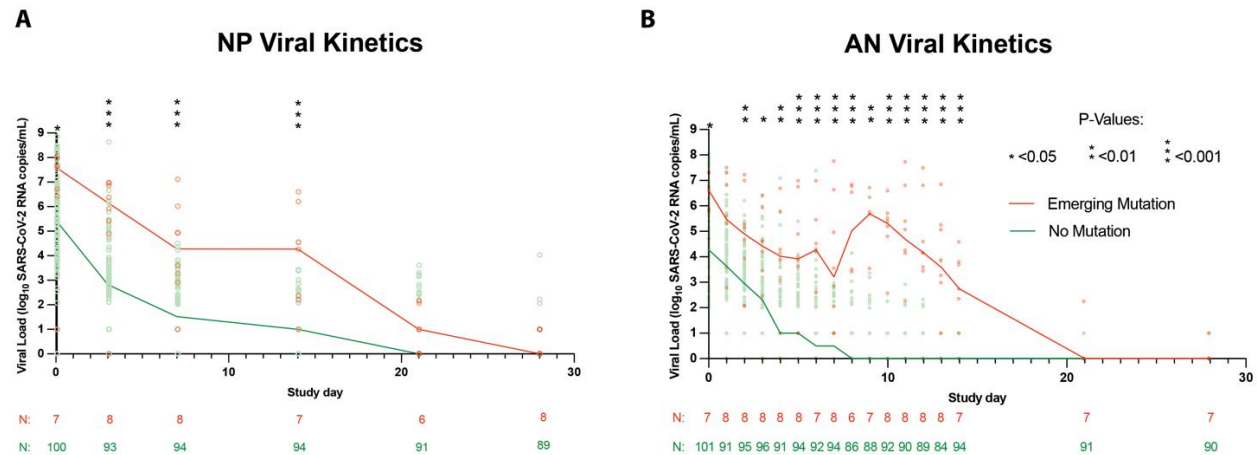 A
NP Viral Kinetics
Viral Load (log10 SARS-CoV-2 RNA copies/mL)
9
8
7
6
5
4
3
2
1
0
* *** *** ***
0 10 20 30
Study day
N: 7 8 8 7 6 8
N: 100 93 94 94 91 89
B
AN Viral Kinetics
Viral Load (log10 SARS-CoV-2 RNA copies/mL)
9
8
7
6
5
4
3
2
1
0
* ** * ** *** *** *** *** ** *** *** *** *** ***
P-Values:
* <0.05 ** <0.01 *** <0.001
Emerging Mutation
No Mutation
0 10 20 30
Study day
N: 7 8 8 8 8 8 7 8 6 7 8 8 8 8 7 7 7
N: 101 91 95 96 91 94 92 94 86 88 92 90 89 84 94 91 90